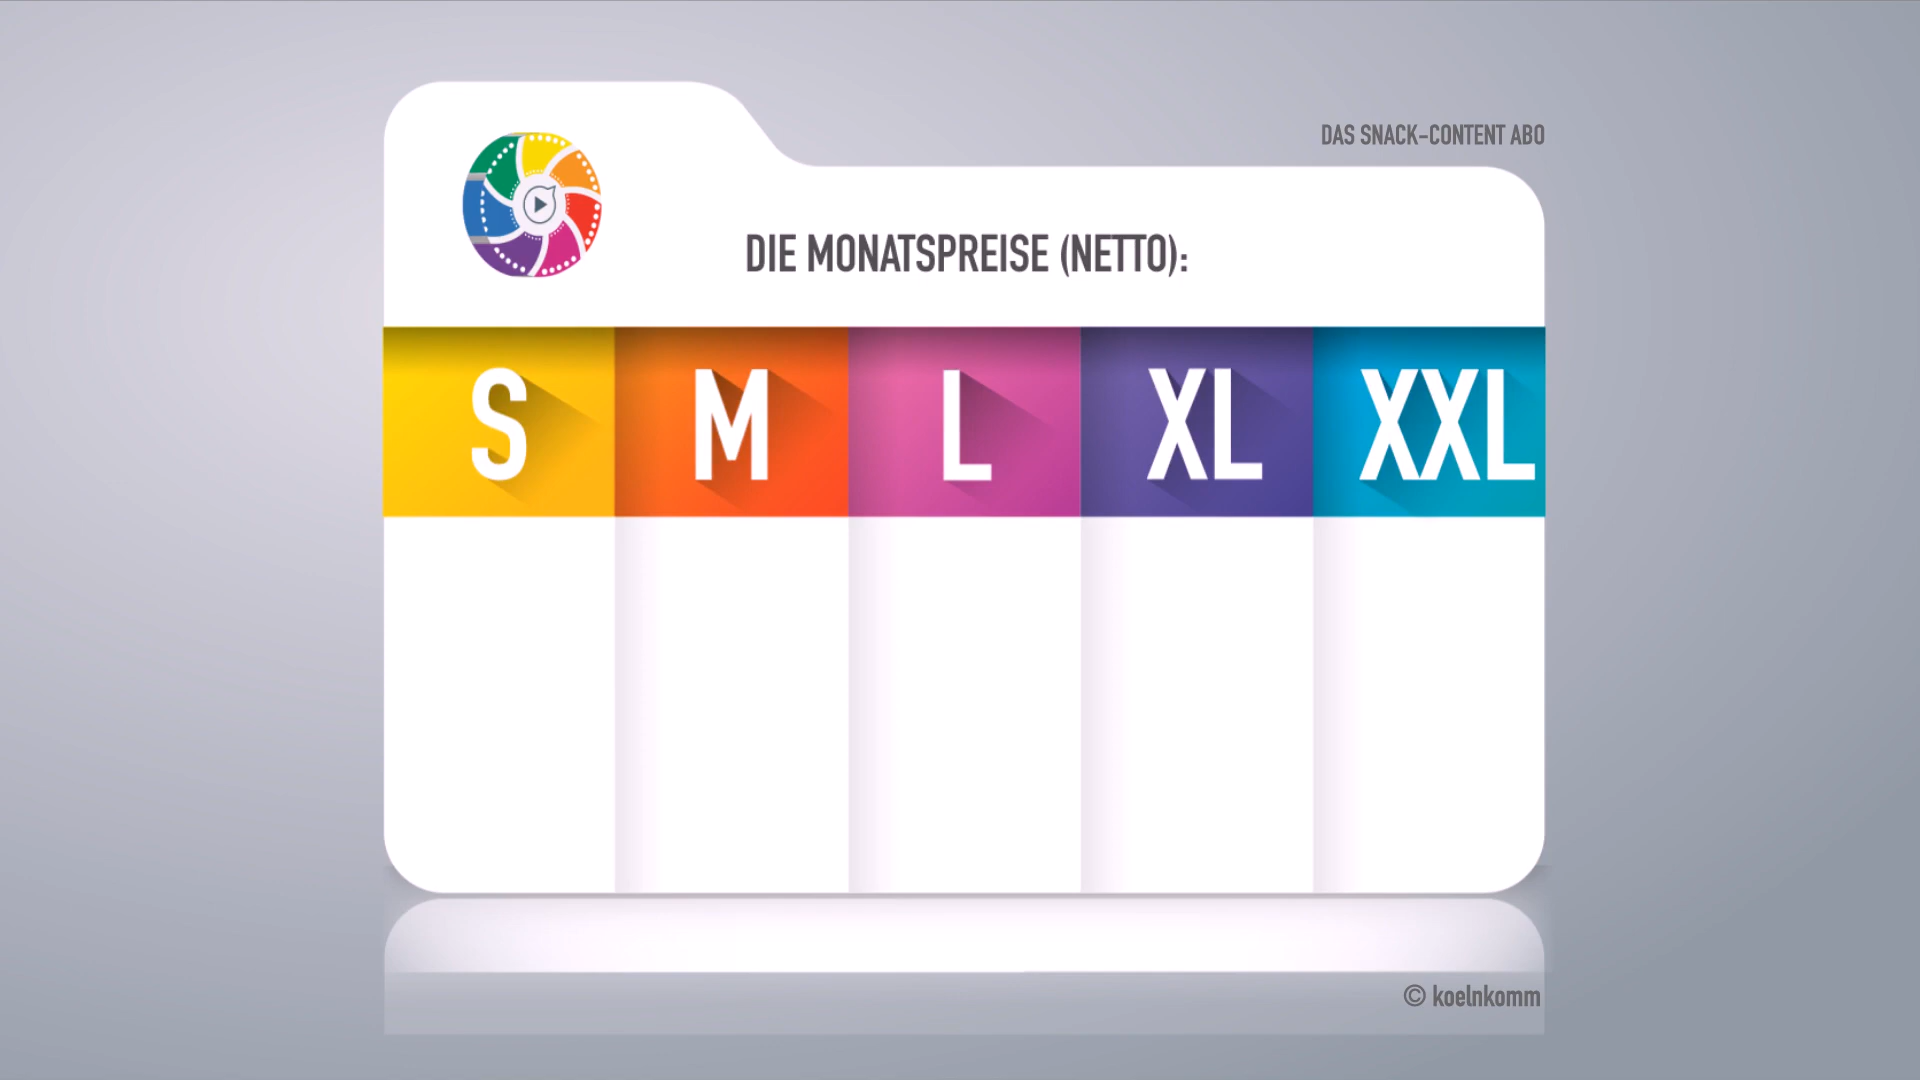 DAS SNACK-CONTENT ABO
DIE MONATSPREISE (NETTO):
S M L XL XXL
© koelnkomm